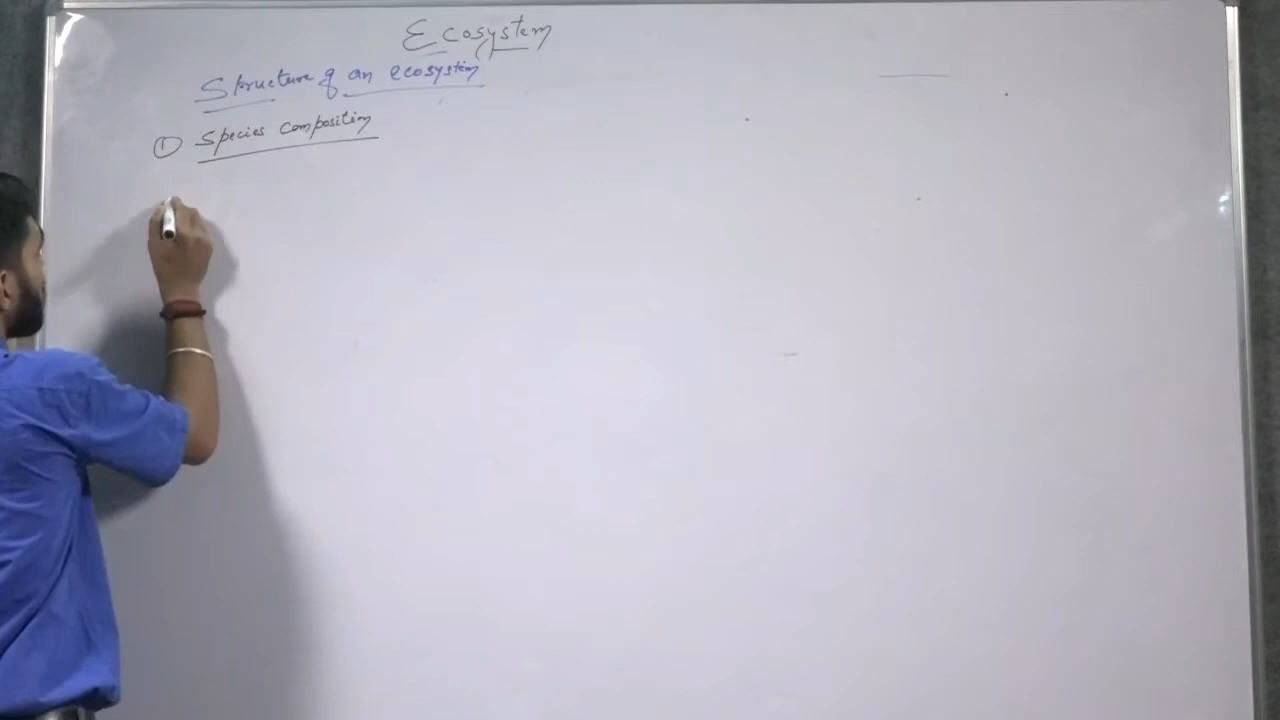 Ecosystem
Structure of an ecosystem
① Species composition